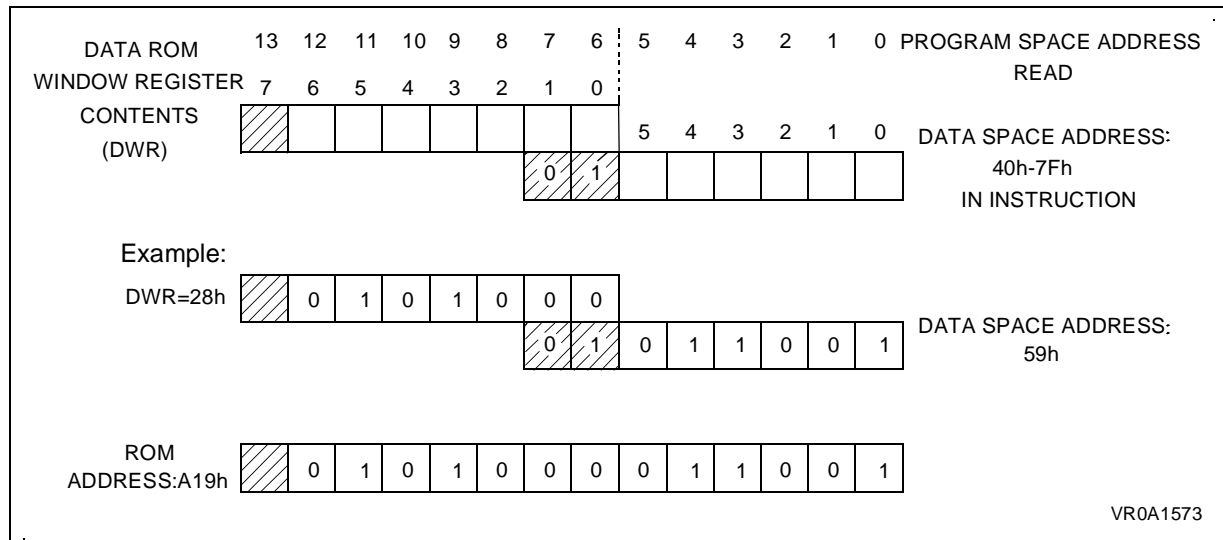 13 12 11 10 9 8 7 6 5 4 3 2 1 0 PROGRAM SPACE ADDRESS
READ
DATA ROM
WINDOW REGISTER 7 6 5 4 3 2 1 0
CONTENTS
(DWR)
5 4 3 2 1 0 DATA SPACE ADDRESS:
0 1 40h-7Fh
IN INSTRUCTION
Example:
DWR=28h 0 1 0 1 0 0 0
0 1 0 1 1 0 0 1 DATA SPACE ADDRESS:
59h
ROM
ADDRESS:A19h 0 1 0 1 0 0 0 0 1 1 0 0 1
VR0A1573